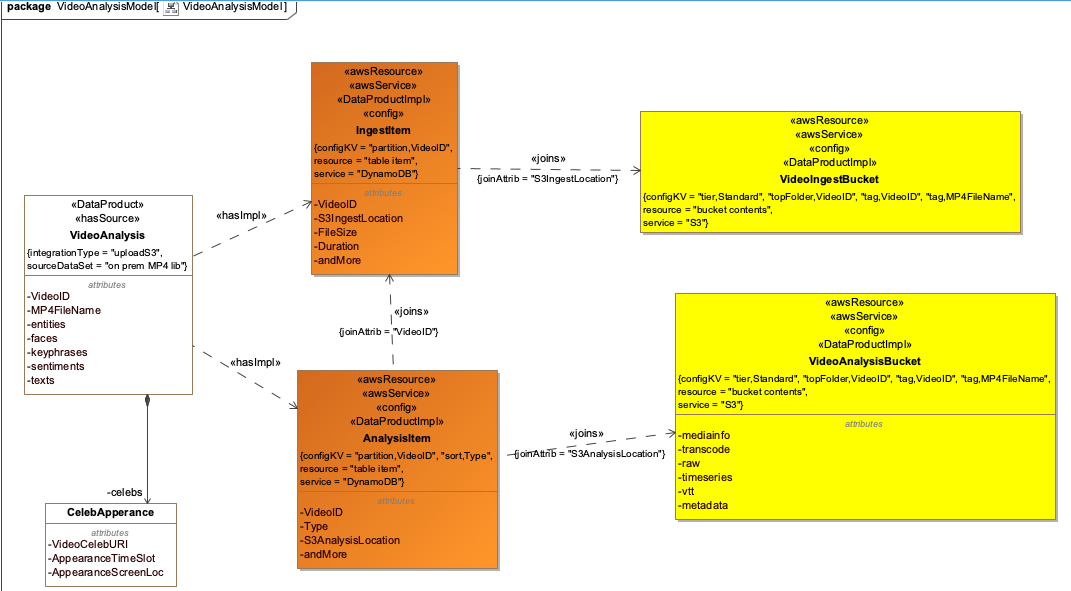 package VideoAnalysisModel[ VideoAnalysisModel ]
«awsResource»
«awsService»
«DataProductImpl»
«config»
IngestItem
{configKV = "partition,VideoID",
resource = "table item",
service = "DynamoDB"}
attributes
-VideoID
-S3IngestLocation
-FileSize
-Duration
-andMore
«joins»
{joinAttrib = "S3IngestLocation"}
«awsResource»
«awsService»
«config»
«DataProductImpl»
VideoIngestBucket
{configKV = "tier,Standard", "topFolder,VideoID", "tag,VideoID", "tag,MP4FileName",
resource = "bucket contents",
service = "S3"}
«DataProduct»
«hasSource»
VideoAnalysis
{integrationType = "uploadS3",
sourceDataSet = "on prem MP4 lib"}
attributes
-VideoID
-MP4FileName
-entities
-faces
-keyphrases
-sentiments
-texts
«hasImpl»
«hasImpl»
«joins»
{joinAttrib = "VideoID"}
«awsResource»
«awsService»
«config»
«DataProductImpl»
AnalysisItem
{configKV = "partition,VideoID", "sort,Type",
resource = "table item",
service = "DynamoDB"}
attributes
-VideoID
-Type
-S3AnalysisLocation
-andMore
«joins»
{joinAttrib = "S3AnalysisLocation"}
«awsResource»
«awsService»
«config»
«DataProductImpl»
VideoAnalysisBucket
{configKV = "tier,Standard", "topFolder,VideoID", "tag,VideoID", "tag,MP4FileName",
resource = "bucket contents",
service = "S3"}
attributes
-mediainfo
-transcode
-raw
-timeseries
-vtt
-metadata
-celebs
CelebApperance
attributes
-VideoCelebURI
-AppearanceTimeSlot
-AppearanceScreenLoc